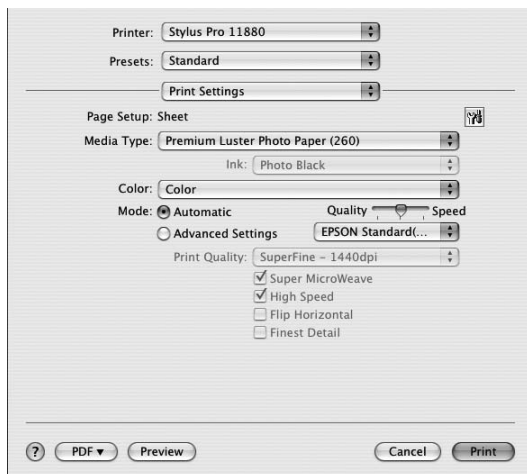 Printer: Stylus Pro 11880
Presets: Standard
Print Settings
Page Setup: Sheet
Media Type: Premium Luster Photo Paper (260)
Ink: Photo Black
Color: Color
Mode: Automatic Quality Speed
Advanced Settings EPSON Standard(...
Print Quality: SuperFine - 1440dpi
Super MicroWeave
High Speed
Flip Horizontal
Finest Detail
? PDF ▼ Preview Cancel Print